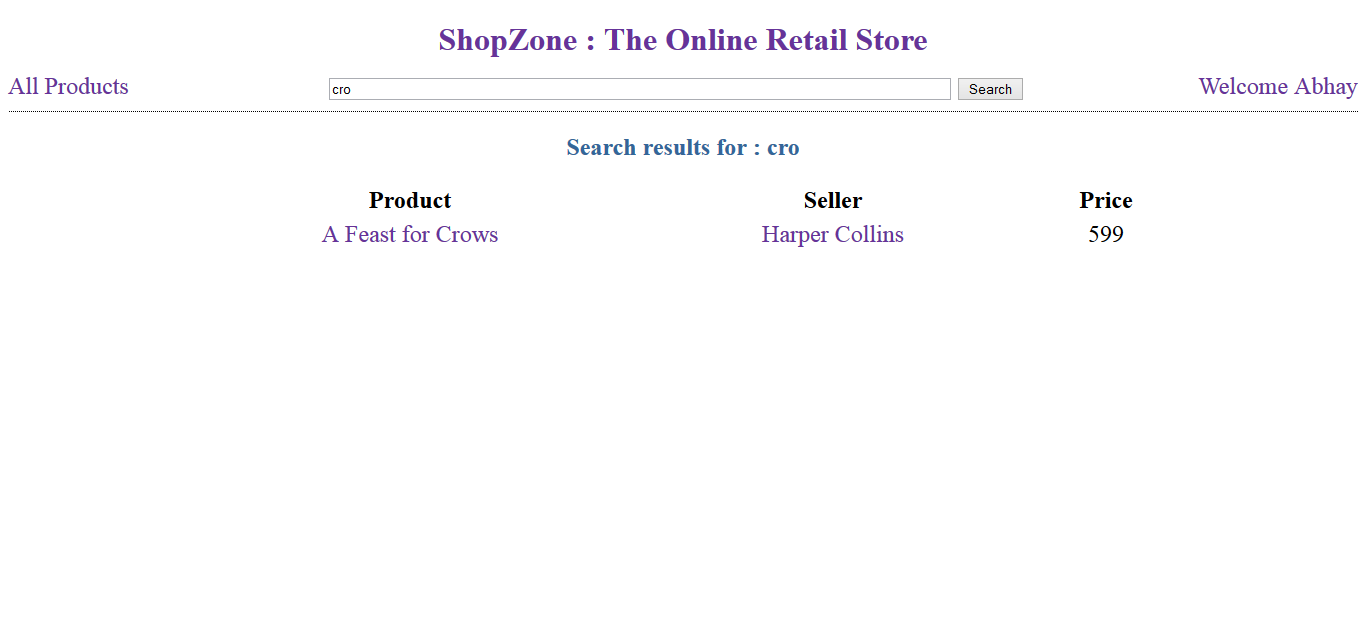 ShopZone : The Online Retail Store
All Products cro Search Welcome Abhay
Search results for : cro
Product Seller Price
A Feast for Crows Harper Collins 599